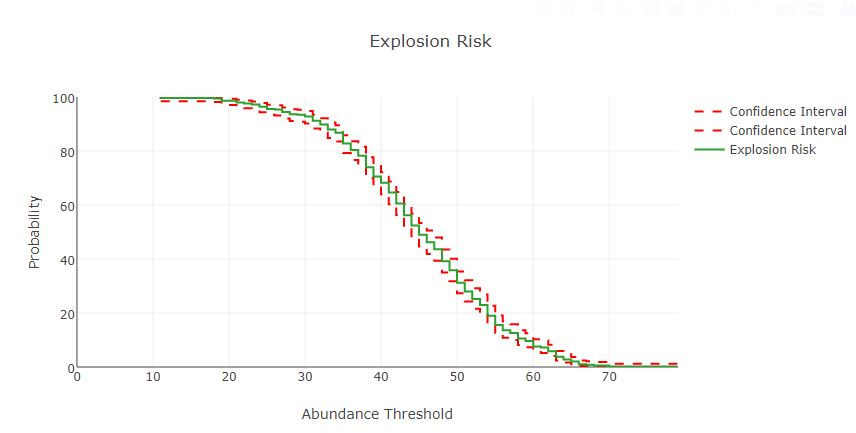 Explosion Risk
Confidence Interval
Confidence Interval
Explosion Risk
Probability
100
80
60
40
20
0
0 10 20 30 40 50 60 70
Abundance Threshold